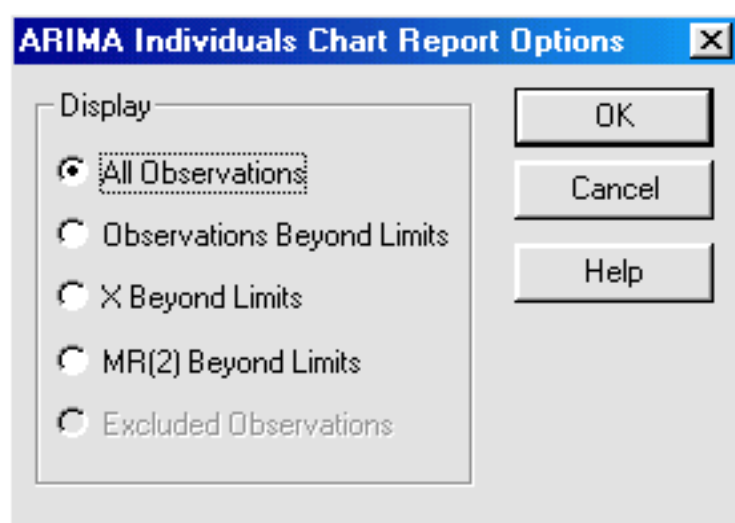 ARIMA Individuals Chart Report Options
Display
All Observations
Observations Beyond Limits
X Beyond Limits
MR(2) Beyond Limits
Excluded Observations
OK
Cancel
Help